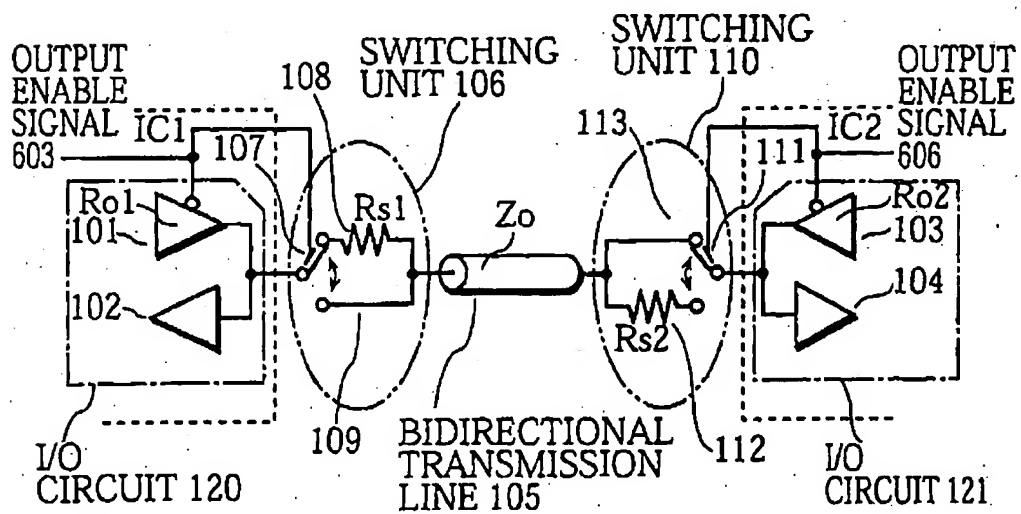 OUTPUT
ENABLE
SIGNAL
603
IC1
SWITCHING
UNIT 106
108
107
Rs1
Ro1
101
102
109
I/O
CIRCUIT 120
Zo
BIDIRECTIONAL
TRANSMISSION
LINE 105
SWITCHING
UNIT 110
113
111
Rs2
112
IC2
OUTPUT
ENABLE
SIGNAL
606
Ro2
103
104
I/O
CIRCUIT 121